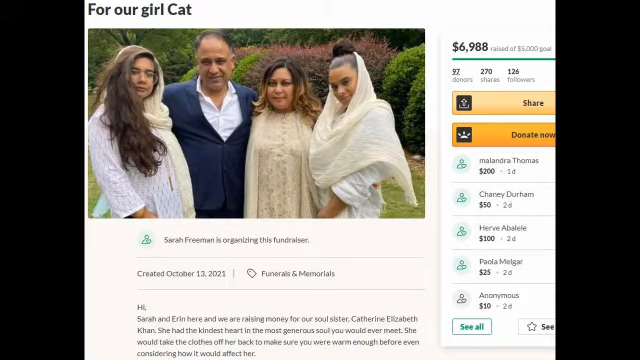 For our girl Cat
$6,988 raised of $5,000 goal
97 270 126
donors shares followers
Share
Donate now
malandra Thomas
$200 • 1 d
Chaney Durham
$50 • 2 d
Herve Abalele
$100 • 2 d
Paola Melgar
$25 • 2 d
Anonymous
$10 • 2 d
See all
See
Sarah Freeman is organizing this fundraiser.
Created October 13, 2021 | Funerals & Memorials
Hi,
Sarah and Erin here and we are raising money for our soul sister, Catherine Elizabeth
Khan. She had the kindest heart in the most generous soul you would ever meet. She
would take the clothes off her back to make sure you were warm enough before even
considering how it would affect her.